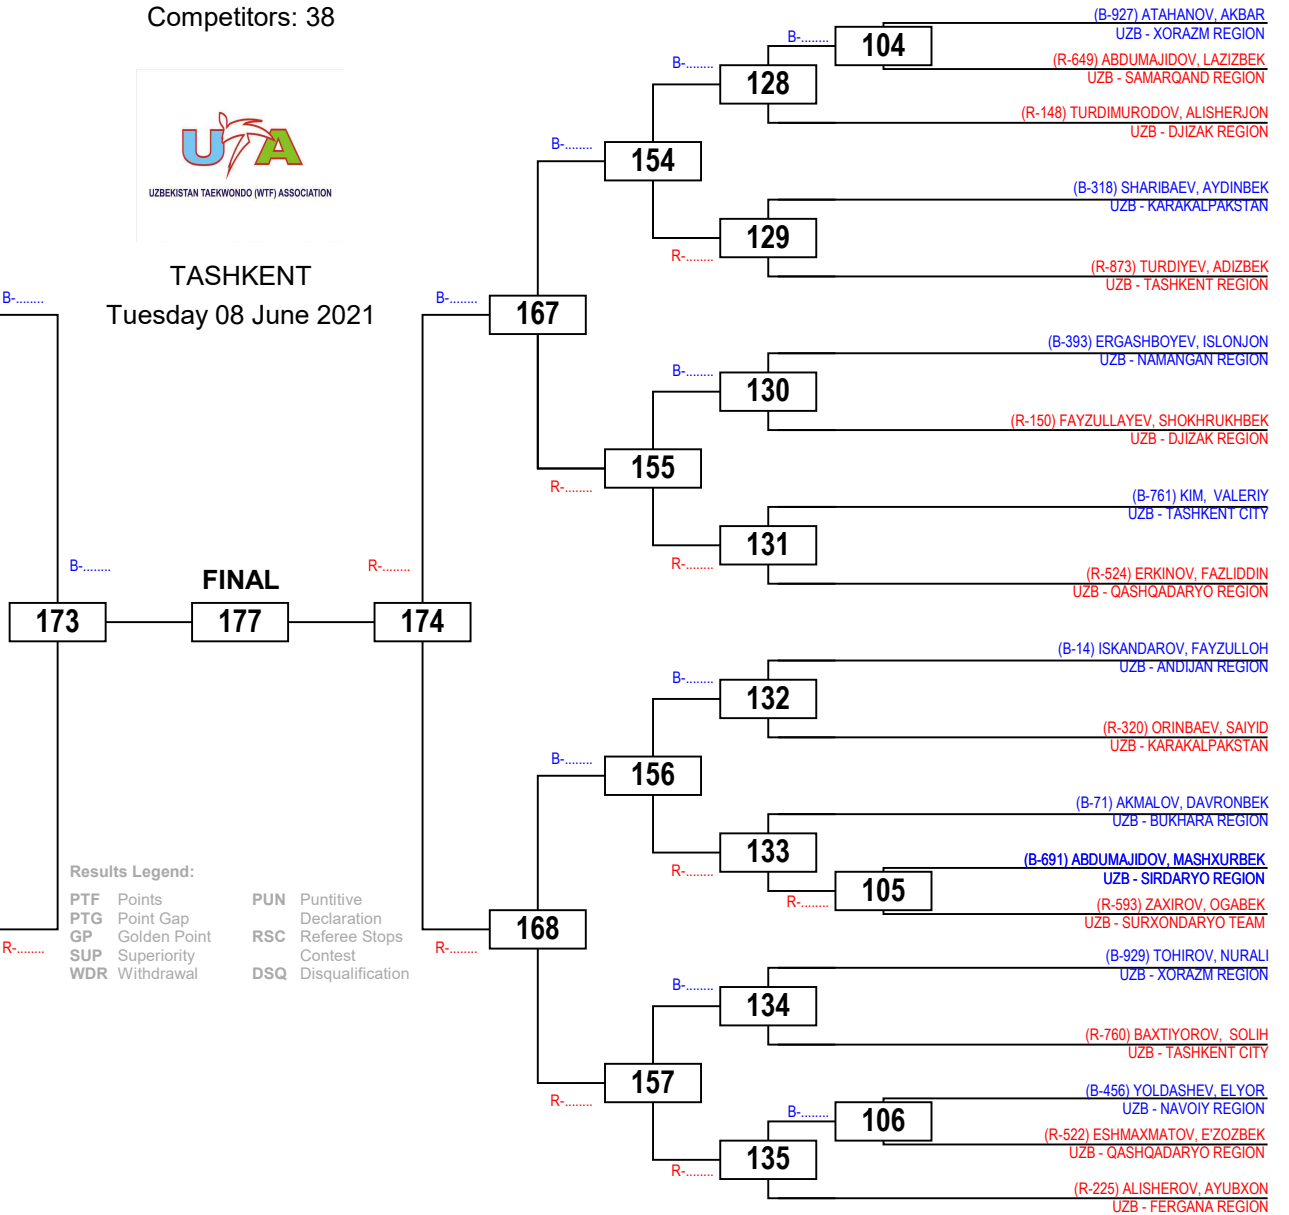 Competitors: 38
UTA
UZBEKISTAN TAEKWONDO (WTF) ASSOCIATION
TASHKENT
Tuesday 08 June 2021
B-........
R-........
B-........
173
FINAL
177
R-........
174
B-........
167
R-........
168
B-........
154
R-........
155
B-........
156
R-........
157
B-........
128
R-........
129
B-........
130
R-........
131
B-........
132
R-........
133
B-........
134
R-........
135
B-........
104
R-........
105
B-........
106
(B-927) ATAHANOV, AKBAR
UZB - XORAZM REGION
(R-649) ABDUMAJIDOV, LAZIZBEK
UZB - SAMARQAND REGION
(R-148) TURDIMURODOV, ALISHERJON
UZB - DJIZAK REGION
(B-318) SHARIBAEV, AYDINBEK
UZB - KARAKALPAKSTAN
(R-873) TURDIYEV, ADIZBEK
UZB - TASHKENT REGION
(B-393) ERGASHBOYEV, ISLONJON
UZB - NAMANGAN REGION
(R-150) FAYZULLAYEV, SHOKHRUKHBEK
UZB - DJIZAK REGION
(B-761) KIM,  VALERIY
UZB - TASHKENT CITY
(R-524) ERKINOV, FAZLIDDIN
UZB - QASHQADARYO REGION
(B-14) ISKANDAROV, FAYZULLOH
UZB - ANDIJAN REGION
(R-320) ORINBAEV, SAIYID
UZB - KARAKALPAKSTAN
(B-71) AKMALOV, DAVRONBEK
UZB - BUKHARA REGION
(B-691) ABDUMAJIDOV, MASHXURBEK
UZB - SIRDARYO REGION
(R-593) ZAXIROV, OGABEK
UZB - SURXONDARYO TEAM
(B-929) TOHIROV, NURALI
UZB - XORAZM REGION
(R-760) BAXTIYOROV,  SOLIH
UZB - TASHKENT CITY
(B-456) YOLDASHEV, ELYOR
UZB - NAVOIY REGION
(R-522) ESHMAXMATOV, E'ZOZBEK
UZB - QASHQADARYO REGION
(R-225) ALISHEROV, AYUBXON
UZB - FERGANA REGION
Results Legend:
PTF Points
PTG Point Gap
GP Golden Point
SUP Superiority
WDR Withdrawal
PUN Puntitive
Declaration
RSC Referee Stops
Contest
DSQ Disqualification